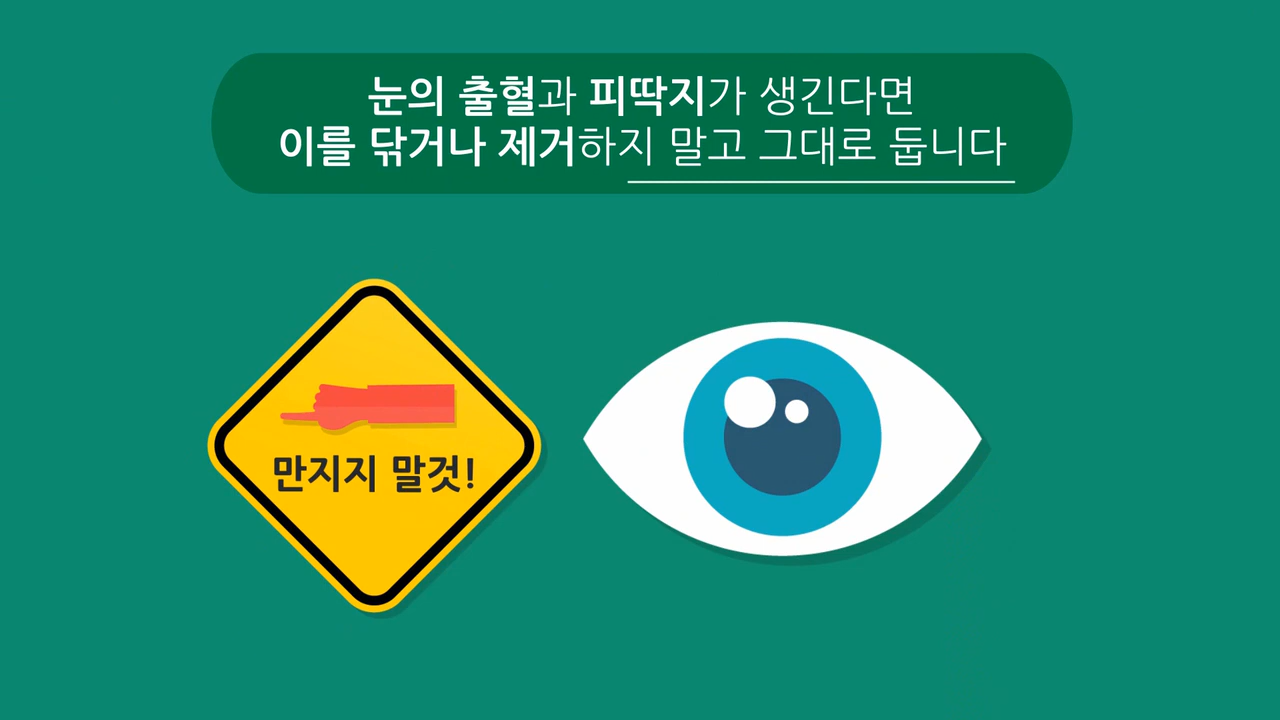 눈의 출혈과 피딱지가 생긴다면
이를 닦거나 제거하지 말고 그대로 둡니다
만지지 말것!